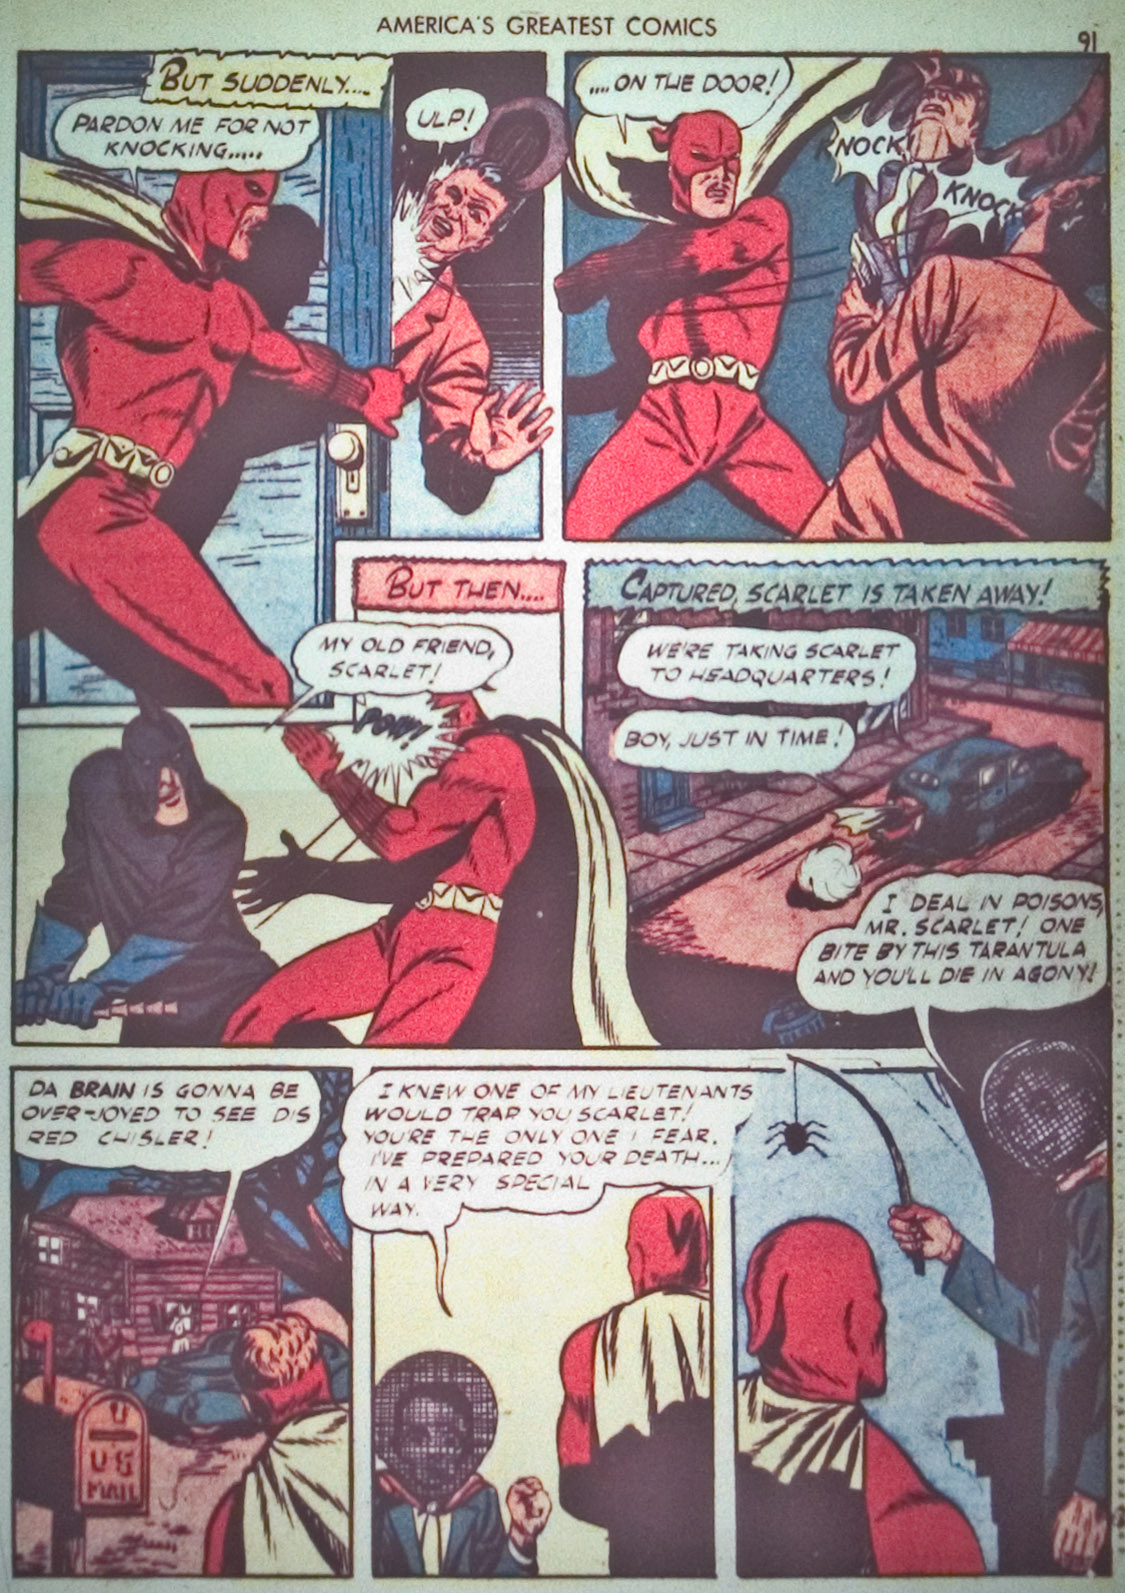 AMERICA'S GREATEST COMICS
91
BUT SUDDENLY....
PARDON ME FOR NOT
KNOCKING.....
ULP!
....ON THE DOOR!
KNOCK!
KNOCK
BUT THEN....
MY OLD FRIEND,
SCARLET!
POW!
CAPTURED, SCARLET IS TAKEN AWAY!
WE'RE TAKING SCARLET
TO HEADQUARTERS!
BOY, JUST IN TIME!
I DEAL IN POISONS,
MR. SCARLET! ONE
BITE BY THIS TARANTULA
AND YOU'LL DIE IN AGONY!
DA BRAIN IS GONNA BE
OVER-JOYED TO SEE DIS
RED CHISLER!
U
U S
MAIL
I KNEW ONE OF MY LIEUTENANTS
WOULD TRAP YOU SCARLET!
YOU'RE THE ONLY ONE I FEAR.
I'VE PREPARED YOUR DEATH...
IN A VERY SPECIAL
WAY.